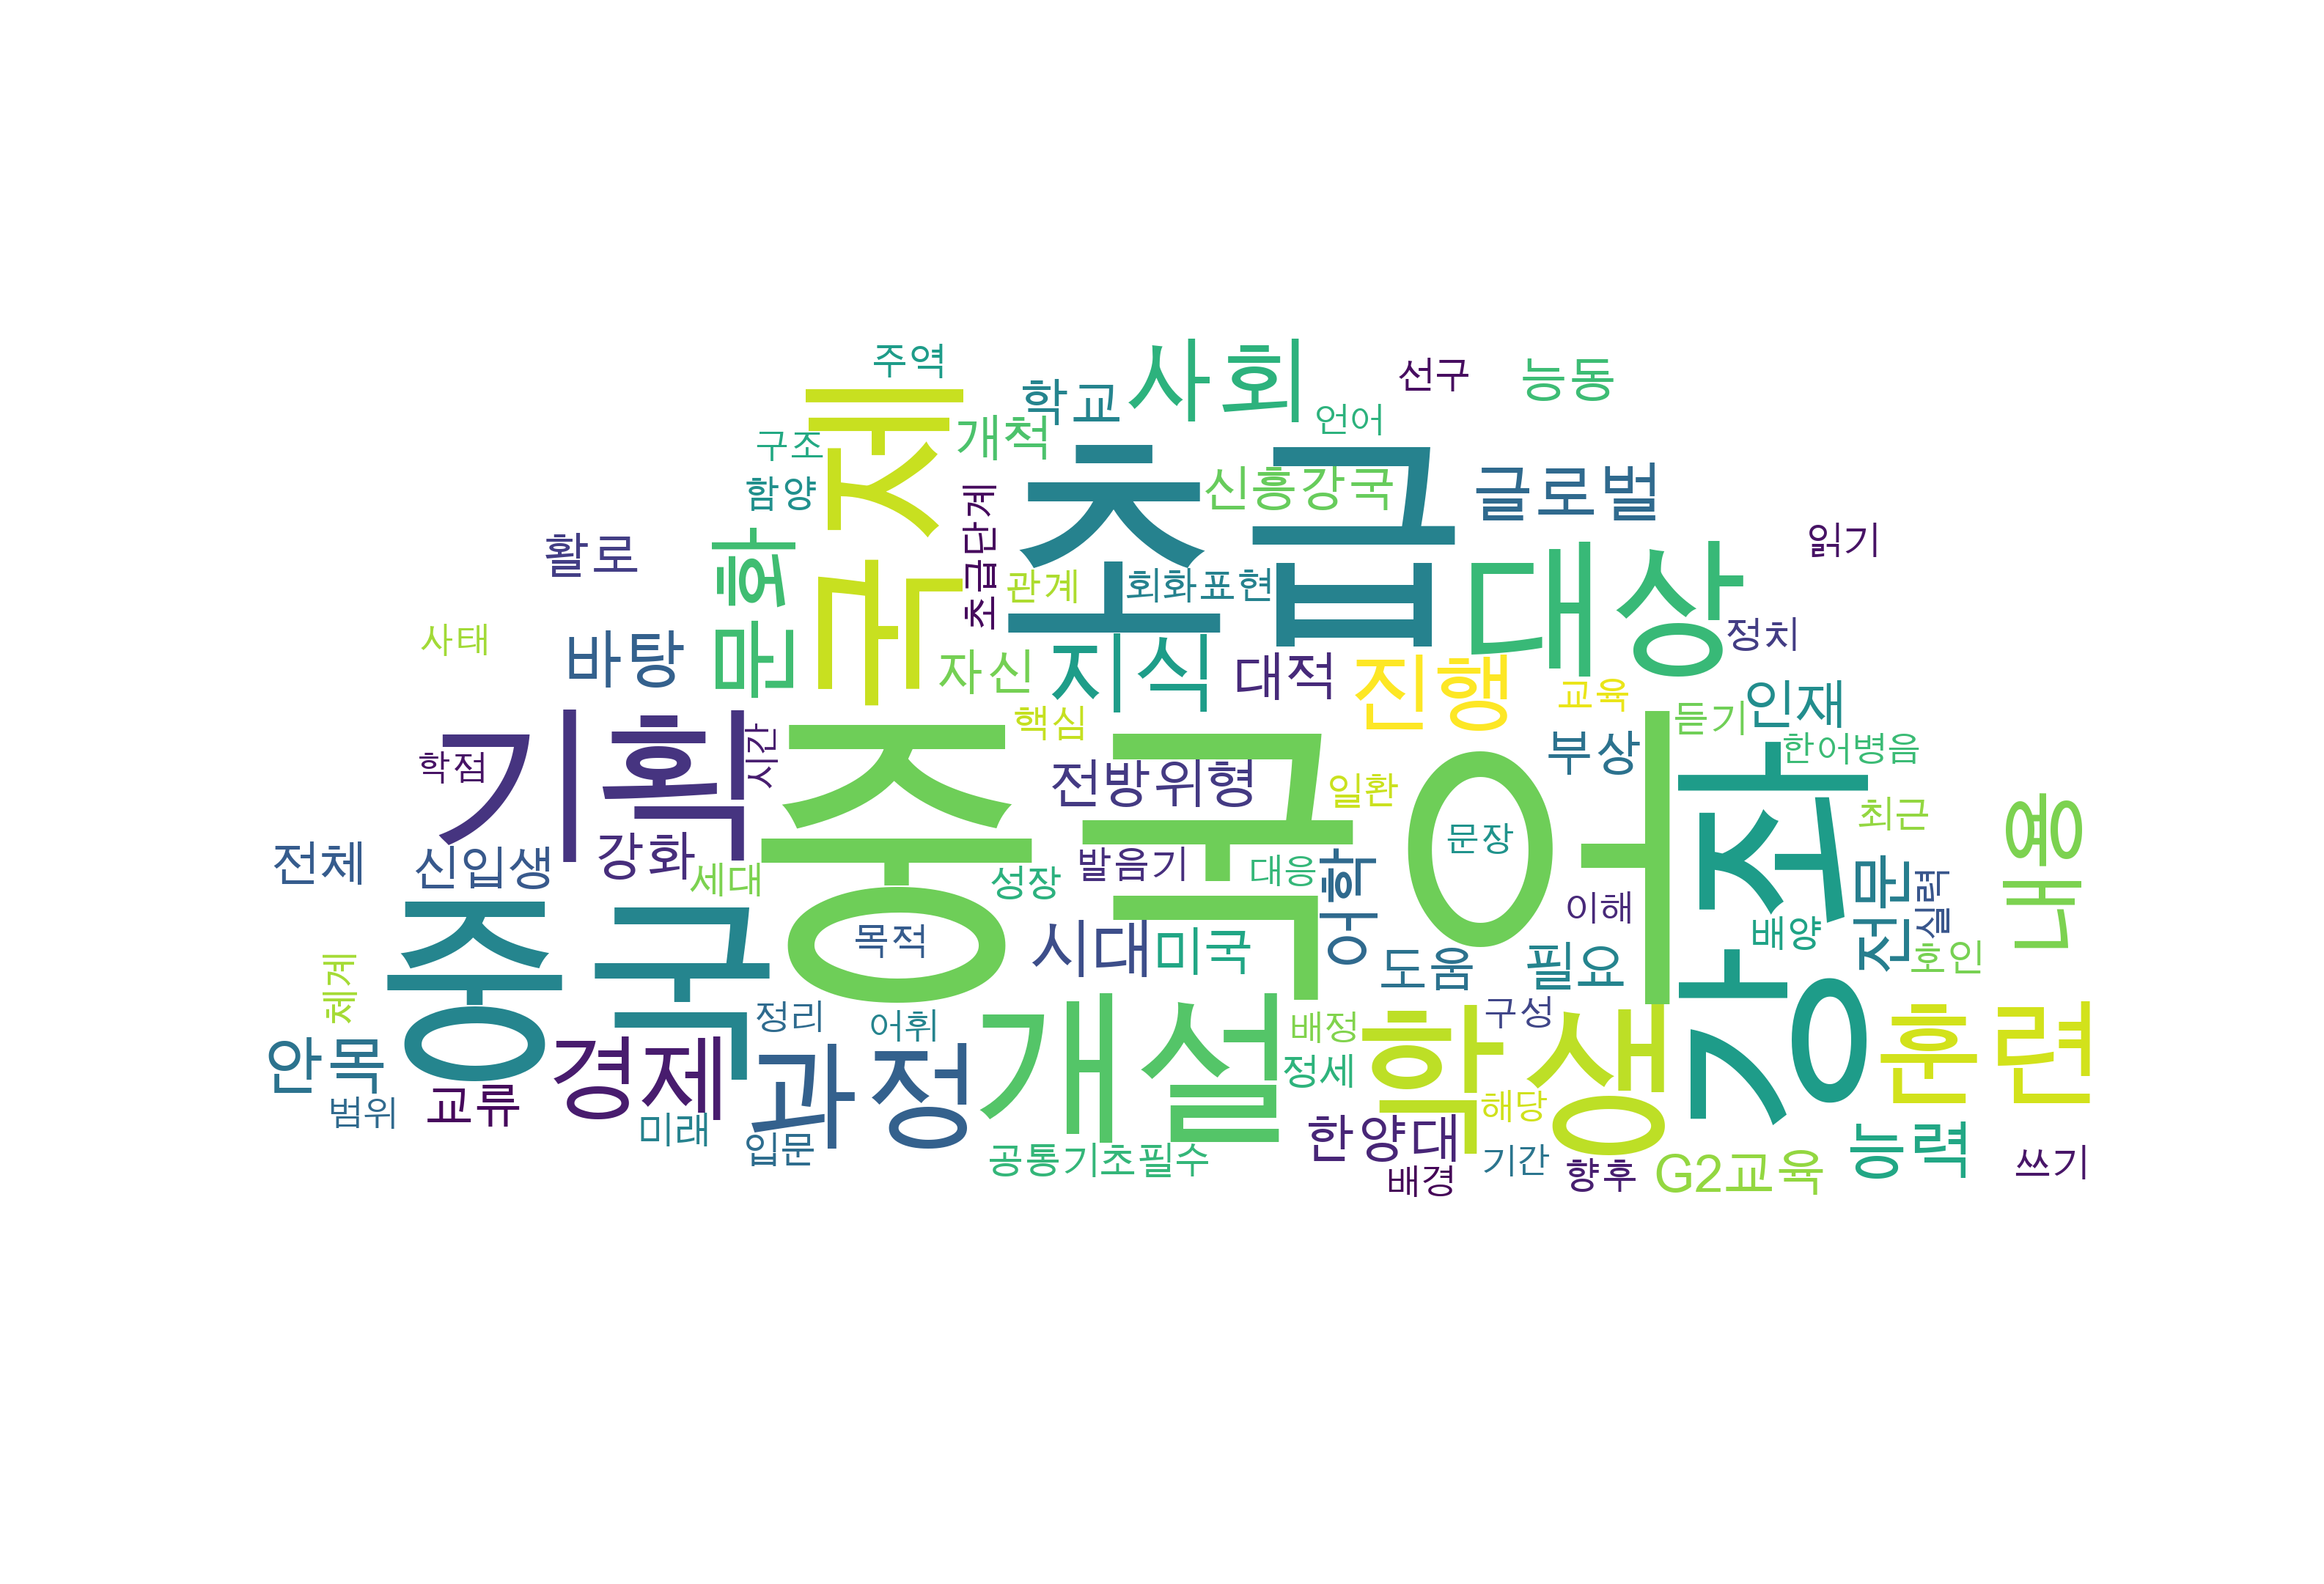 주역
학교
사회
선구
능동
구조
개척
언어
국제
함양
초급
신흥강국
글로벌
활로
문화
초급단계
관계
회화표현
대상
읽기
사태
바탕
자신
지식
대적
진행
정치
교육
인재
듣기
기획
학점
시간
핵심
전방위형
일환
부상
한어병음
중국어
강좌
최근
내용
전체
신입생
강화
세대
성장
발음기
대응
어학
문장
이해
전문
실력
중국
목적
시대
미국
도움
필요
배양
호인
체계
안목
범위
교류
경제
미래
정리
어휘
과정
입문
개설
공통기초필수
배정
정세
학생
구성
해당
훈련
한양대
배경
기간
향후
G2교육
능력
쓰기